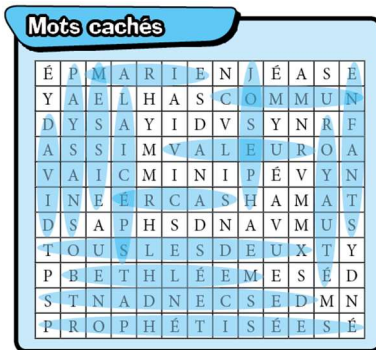 Mots cachés
É P M A R I E N J É A S E
Y A E L H A S C O M M U N
D Y S A Y I D V S Y N R F
A S S I M V A L E U R O A
V A I C M I N I P É V Y N
I N E É R C A S H A M A T
D S A P H S D N A V M U S
T O U S L E S D E U X T Y
P B E T H L É E M E S É D
S T N A D N E C S E D M N
P R O P H É T I S É E S É